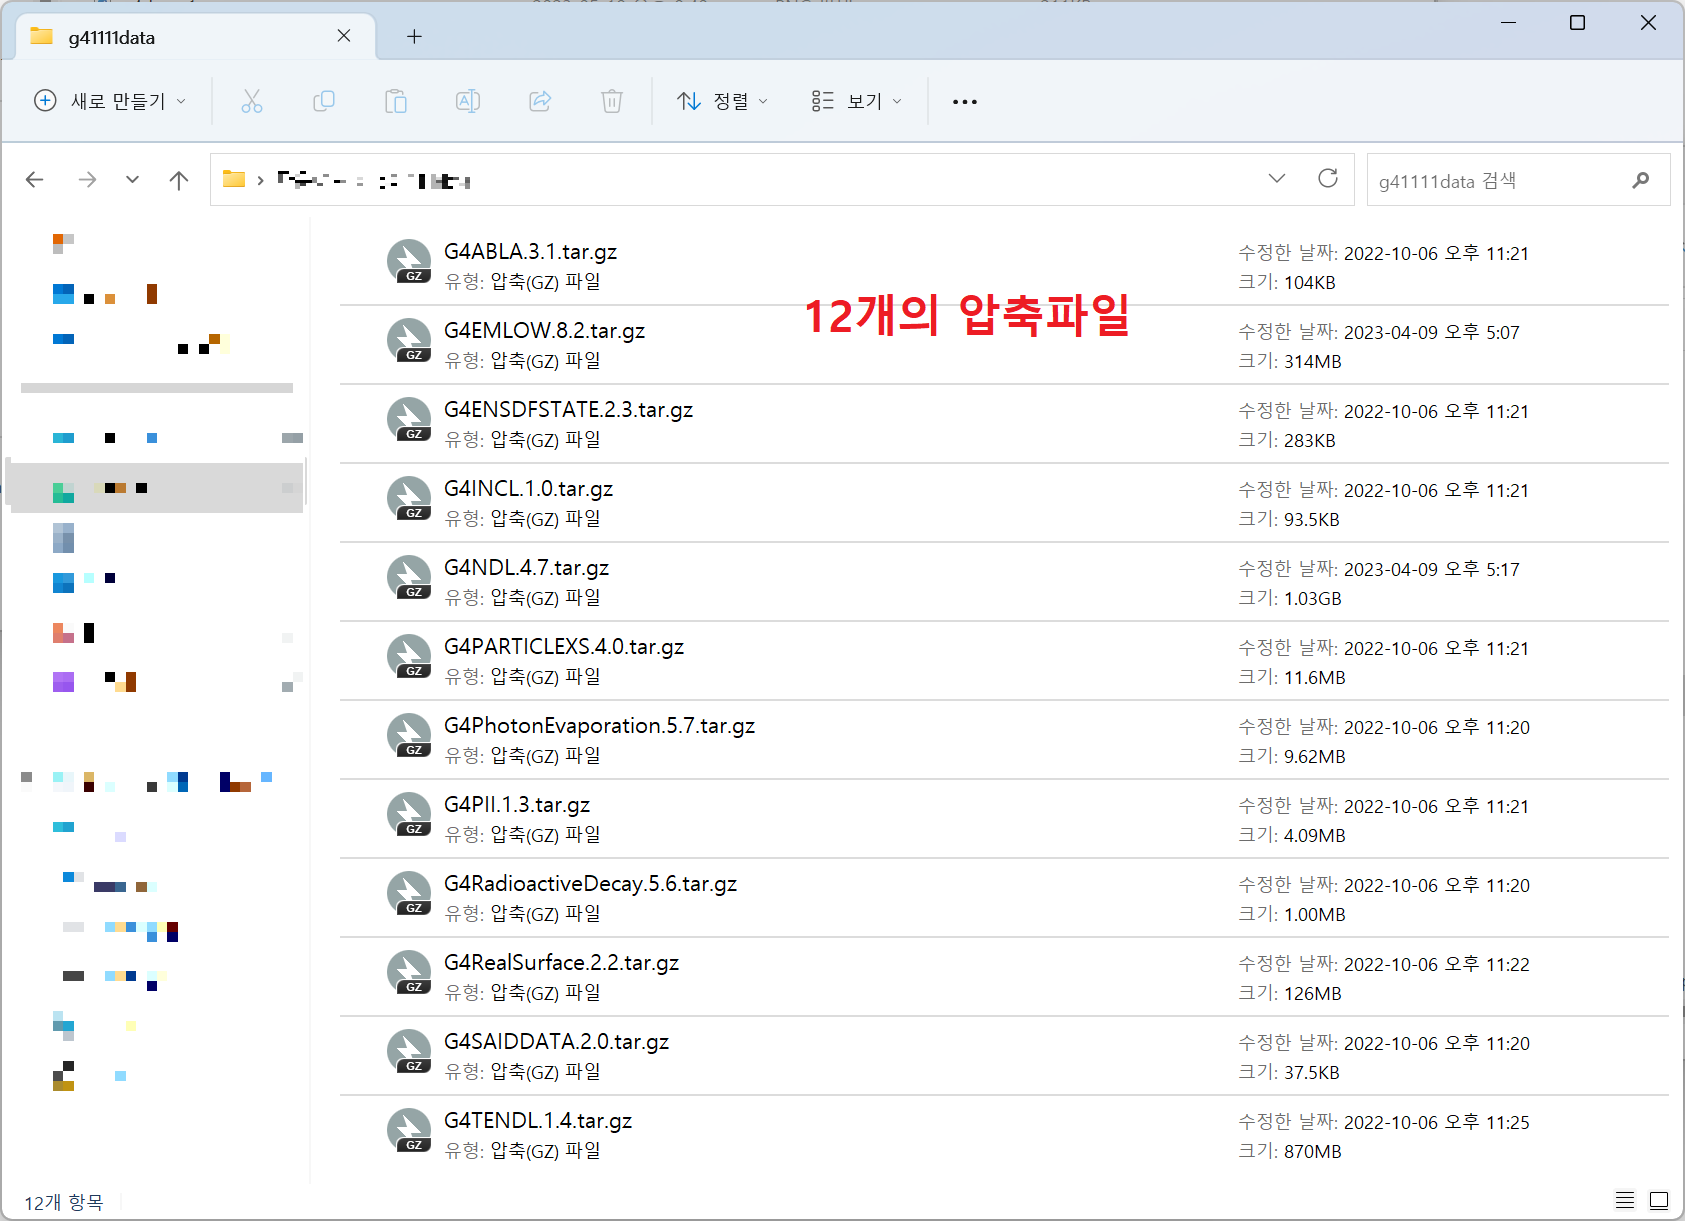 g41111data
새로 만들기
정렬
보기
g41111data 검색
G4ABLA.3.1.tar.gz
유형: 압축(GZ) 파일
수정한 날짜: 2022-10-06 오후 11:21
크기: 104KB
12개의 압축파일
G4EMLOW.8.2.tar.gz
유형: 압축(GZ) 파일
수정한 날짜: 2023-04-09 오후 5:07
크기: 314MB
G4ENSDFSTATE.2.3.tar.gz
유형: 압축(GZ) 파일
수정한 날짜: 2022-10-06 오후 11:21
크기: 283KB
G4INCL.1.0.tar.gz
유형: 압축(GZ) 파일
수정한 날짜: 2022-10-06 오후 11:21
크기: 93.5KB
G4NDL.4.7.tar.gz
유형: 압축(GZ) 파일
수정한 날짜: 2023-04-09 오후 5:17
크기: 1.03GB
G4PARTICLEXS.4.0.tar.gz
유형: 압축(GZ) 파일
수정한 날짜: 2022-10-06 오후 11:21
크기: 11.6MB
G4PhotonEvaporation.5.7.tar.gz
유형: 압축(GZ) 파일
수정한 날짜: 2022-10-06 오후 11:20
크기: 9.62MB
G4PII.1.3.tar.gz
유형: 압축(GZ) 파일
수정한 날짜: 2022-10-06 오후 11:21
크기: 4.09MB
G4RadioactiveDecay.5.6.tar.gz
유형: 압축(GZ) 파일
수정한 날짜: 2022-10-06 오후 11:20
크기: 1.00MB
G4RealSurface.2.2.tar.gz
유형: 압축(GZ) 파일
수정한 날짜: 2022-10-06 오후 11:22
크기: 126MB
G4SAIDDATA.2.0.tar.gz
유형: 압축(GZ) 파일
수정한 날짜: 2022-10-06 오후 11:20
크기: 37.5KB
G4TENDL.1.4.tar.gz
유형: 압축(GZ) 파일
수정한 날짜: 2022-10-06 오후 11:25
크기: 870MB
12개 항목